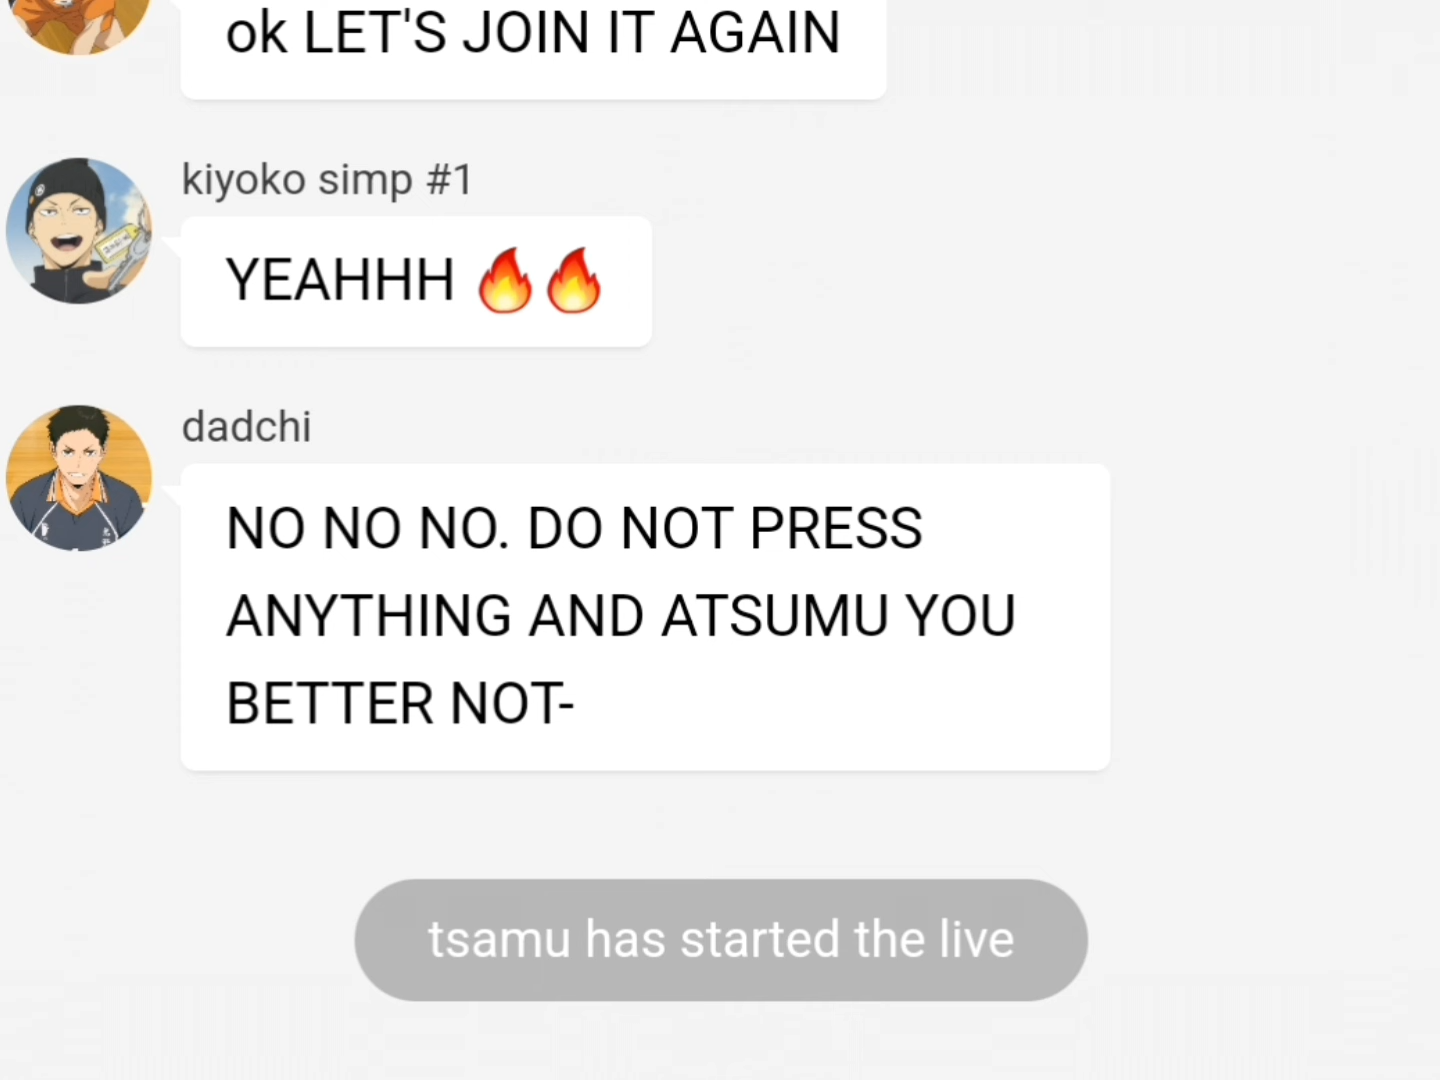 ok LET'S JOIN IT AGAIN
kiyoko simp #1
YEAHHH 🔥🔥
dadchi
NO NO NO. DO NOT PRESS
ANYTHING AND ATSUMU YOU
BETTER NOT-
tsamu has started the live